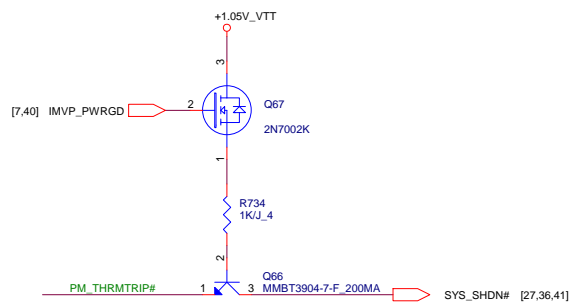 +1.05V_VTT
3
[7,40] IMVP_PWRGD 2 Q67
2N7002K
1
R734
1K/J_4
2
Q66
PM_THRMTRIP# 1 3 MMBT3904-7-F_200MA
SYS_SHDN# [27,36,41]